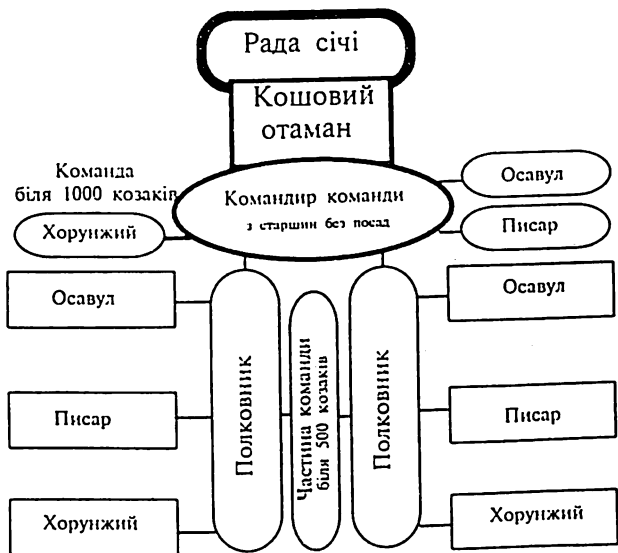 Рада січі
Кошовий
отаман
Команда
біля 1000 козаків
Командир команди
з старшин без посад
Осавул
Писар
Хорунжий
Осавул
Осавул
Полковник
Частина команди
біля 500 козаків
Полковник
Писар
Писар
Хорунжий
Хорунжий